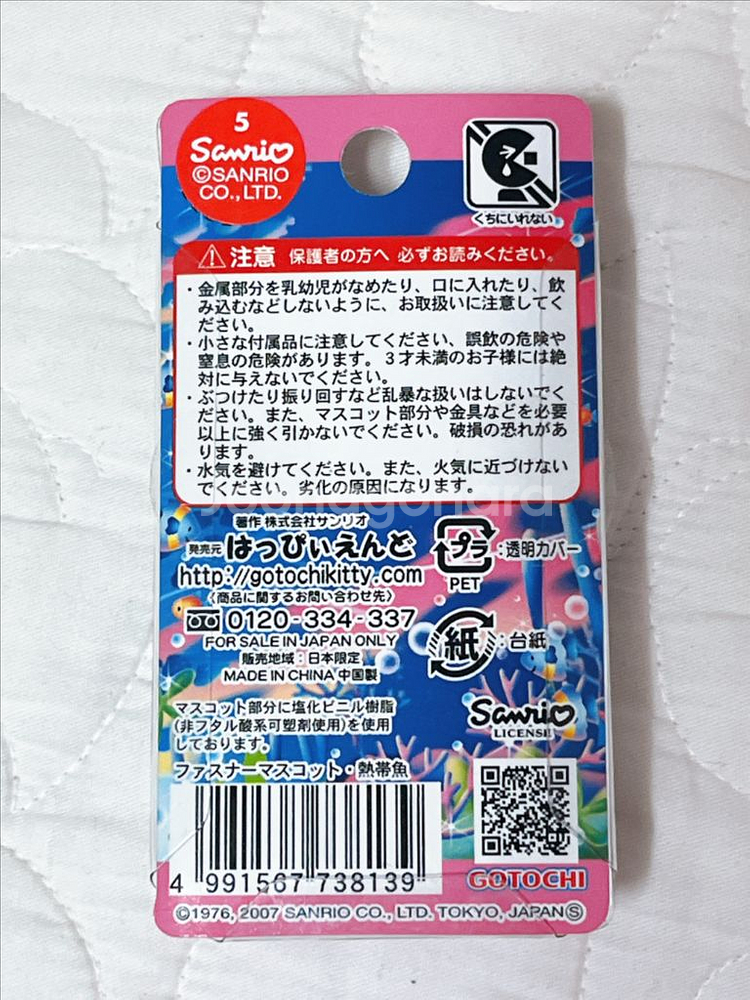 5
Sanrio
©SANRIO
CO., LTD.
くちにいれない
注意 保護者の方へ 必ずお読みください。
・金属部分を乳幼児がなめたり、口に入れたり、飲
み込むなどしないように、お取扱いに注意してく
ださい。
・小さな付属品に注意してください、誤飲の危険や
窒息の危険があります。3才未満のお子様には絶
対に与えないでください。
・ぶつけたり振り回すなど乱暴な扱いはしないでく
ださい。また、マスコット部分や金具などを必要
以上に強く引かないでください。破損の恐れがあ
ります。
・水気を避けてください。また、火気に近づけない
でください。劣化の原因になります。
著作 株式会社サンリオ
発売元 はっぴぃえんど
http://gotochikitty.com
〈商品に関するお問い合わせ先〉
0120-334-337
FOR SALE IN JAPAN ONLY
販売地域:日本限定
MADE IN CHINA 中国製
プラ:透明カバー
PET
紙:台紙
マスコット部分に塩化ビニル樹脂
(非フタル酸系可塑剤使用)を使用
しております。
Sanrio
LICENSE
ファスナーマスコット・熱帯魚
4 991567 738139
GOTOCHI
©1976, 2007 SANRIO CO., LTD. TOKYO, JAPAN Ⓢ